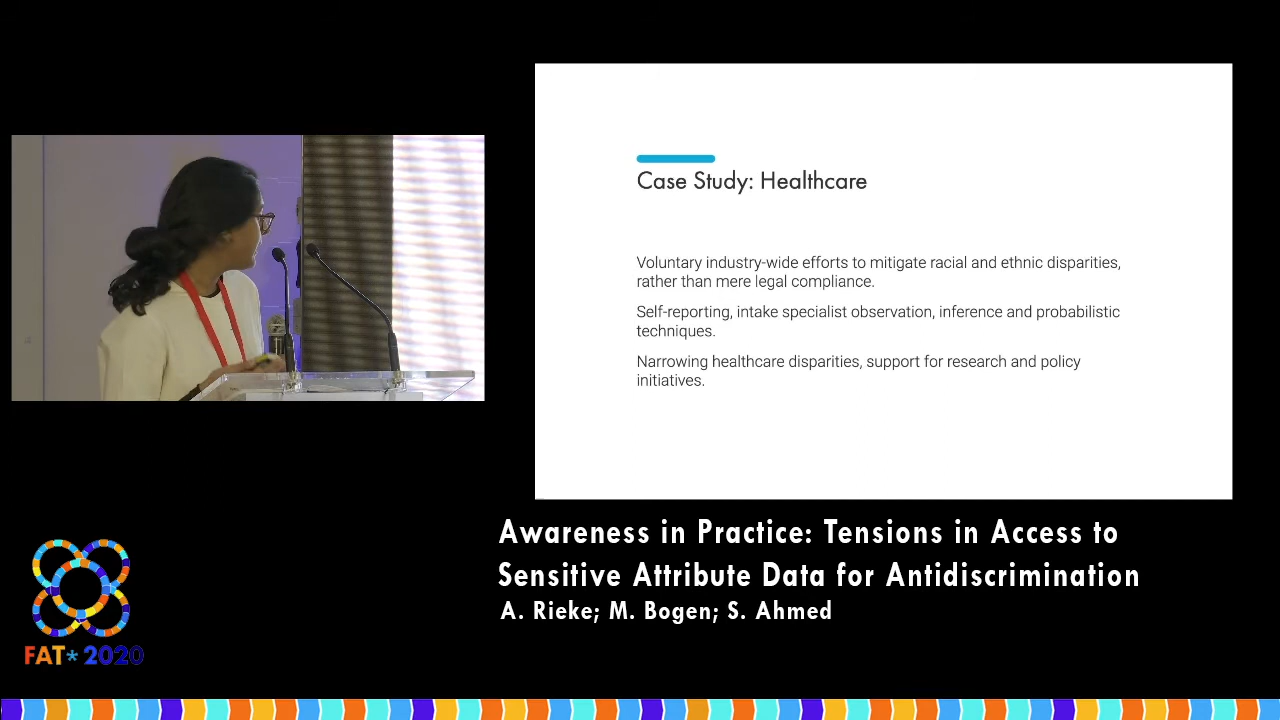 Case Study: Healthcare
Voluntary industry-wide efforts to mitigate racial and ethnic disparities,
rather than mere legal compliance.
Self-reporting, intake specialist observation, inference and probabilistic
techniques.
Narrowing healthcare disparities, support for research and policy
initiatives.
Awareness in Practice: Tensions in Access to
Sensitive Attribute Data for Antidiscrimination
A. Rieke; M. Bogen; S. Ahmed
FAT* 2020